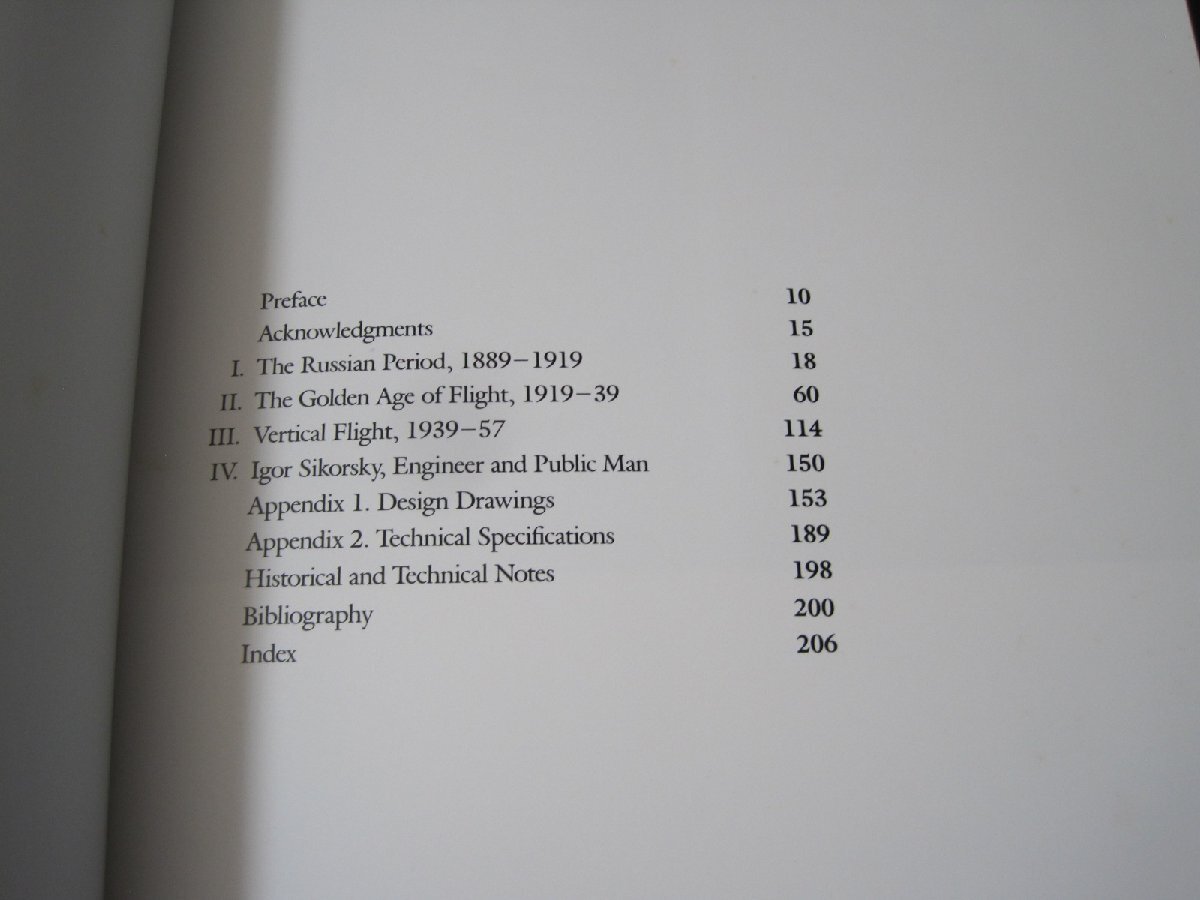 Preface 10
Acknowledgments 15
I. The Russian Period, 1889–1919 18
II. The Golden Age of Flight, 1919–39 60
III. Vertical Flight, 1939–57 114
IV. Igor Sikorsky, Engineer and Public Man 150
Appendix 1. Design Drawings 153
Appendix 2. Technical Specifications 189
Historical and Technical Notes 198
Bibliography 200
Index 206